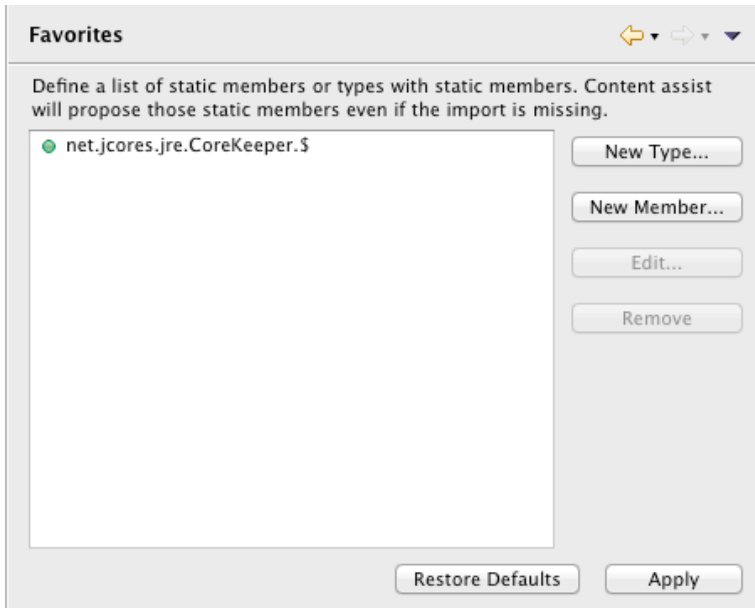 Favorites
Define a list of static members or types with static members. Content assist
will propose those static members even if the import is missing.
net.jcores.jre.CoreKeeper.$
New Type...
New Member...
Edit...
Remove
Restore Defaults
Apply